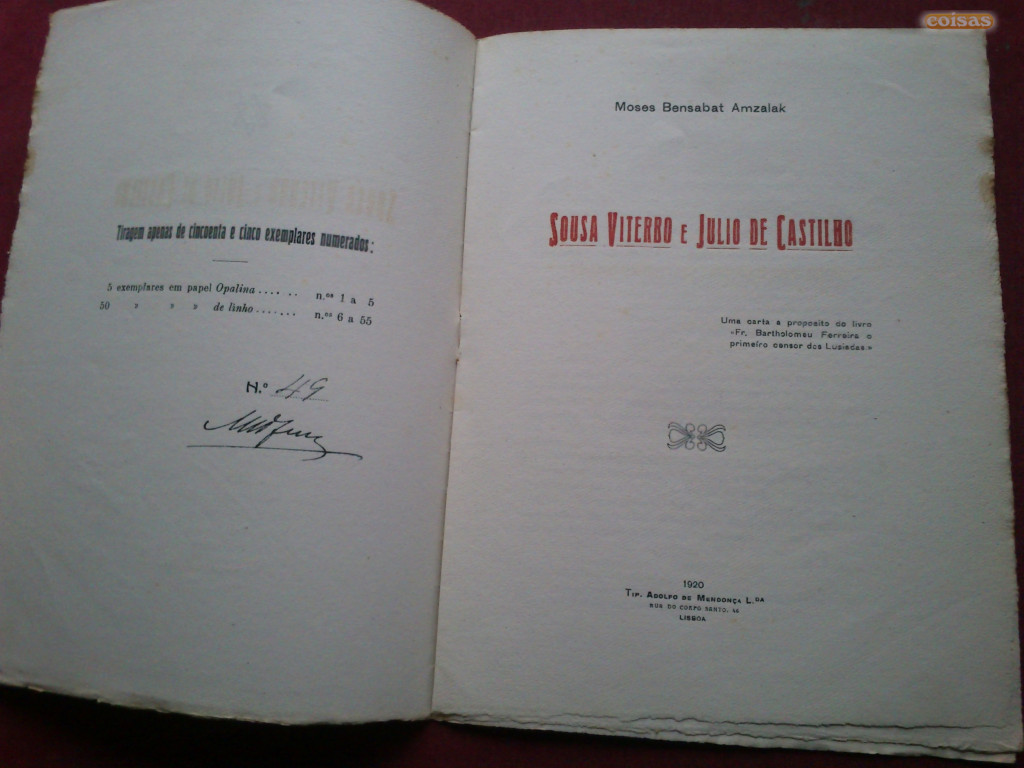 coisas
Tiragem apenas de cincoenta e cinco exemplares numerados:
5 exemplares em papel Opalina ...... n.os 1 a 5
50 » » » de linho ....... n.os 6 a 55
N.º 49
Moses Bensabat Amzalak
SOUSA VITERBO E JULIO DE CASTILHO
Uma carta a proposito do livro
«Fr. Bartholomeu Ferreira o
primeiro censor dos Lusiadas»
1920
TIP. ADOLFO DE MENDONÇA L.DA
RUA DO CORPO SANTO, 46
LISBOA